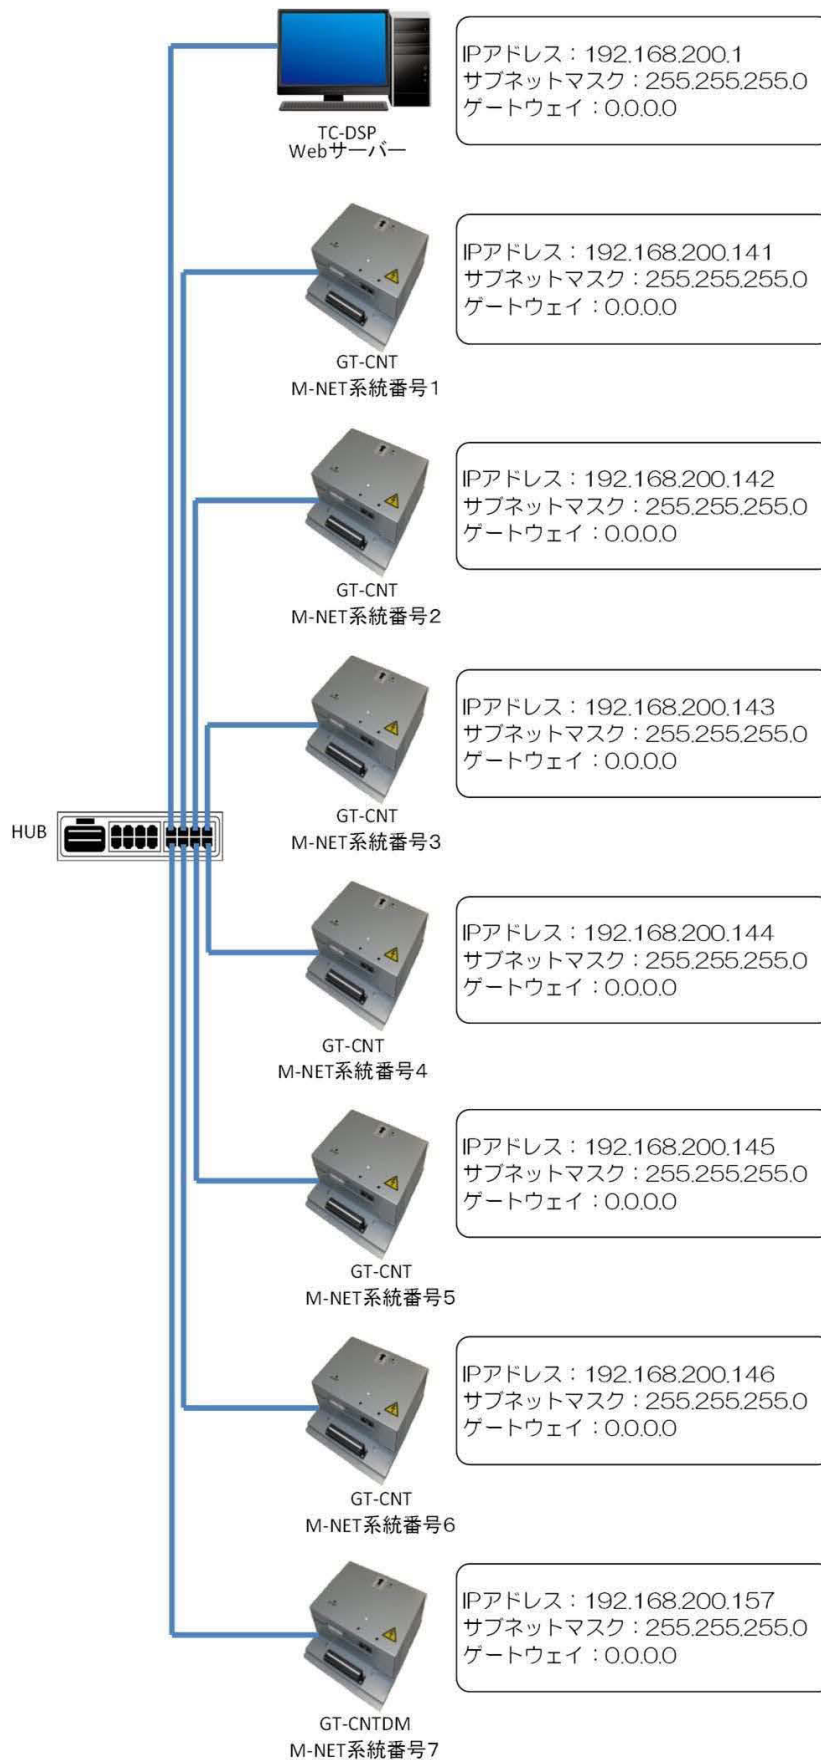 IPアドレス：192.168.200.1
サブネットマスク：255.255.255.0
ゲートウェイ：0.0.0.0
TC-DSP
Webサーバー
IPアドレス：192.168.200.141
サブネットマスク：255.255.255.0
ゲートウェイ：0.0.0.0
GT-CNT
M-NET系統番号1
IPアドレス：192.168.200.142
サブネットマスク：255.255.255.0
ゲートウェイ：0.0.0.0
GT-CNT
M-NET系統番号2
IPアドレス：192.168.200.143
サブネットマスク：255.255.255.0
ゲートウェイ：0.0.0.0
GT-CNT
M-NET系統番号3
HUB
IPアドレス：192.168.200.144
サブネットマスク：255.255.255.0
ゲートウェイ：0.0.0.0
GT-CNT
M-NET系統番号4
IPアドレス：192.168.200.145
サブネットマスク：255.255.255.0
ゲートウェイ：0.0.0.0
GT-CNT
M-NET系統番号5
IPアドレス：192.168.200.146
サブネットマスク：255.255.255.0
ゲートウェイ：0.0.0.0
GT-CNT
M-NET系統番号6
IPアドレス：192.168.200.157
サブネットマスク：255.255.255.0
ゲートウェイ：0.0.0.0
GT-CNTDM
M-NET系統番号7